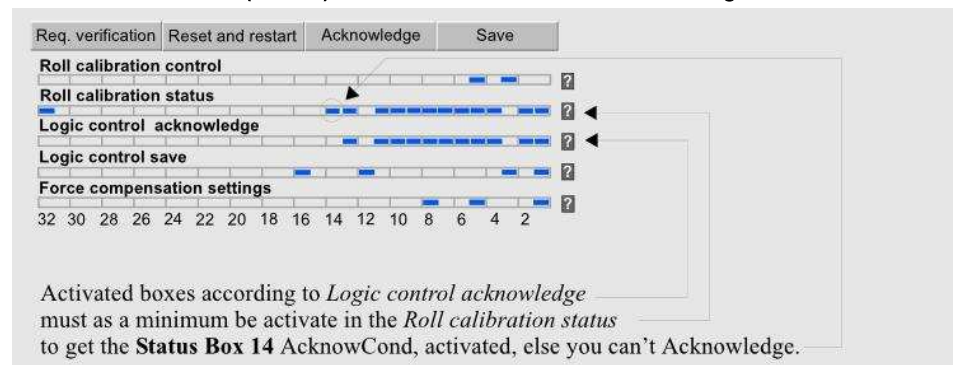 Req. verification Reset and restart Acknowledge Save
Roll calibration control
?
Roll calibration status
?
Logic control acknowledge
?
Logic control save
?
Force compensation settings
?
32 30 28 26 24 22 20 18 16 14 12 10 8 6 4 2
Activated boxes according to Logic control acknowledge
must as a minimum be activate in the Roll calibration status
to get the Status Box 14 AcknowCond, activated, else you can't Acknowledge.